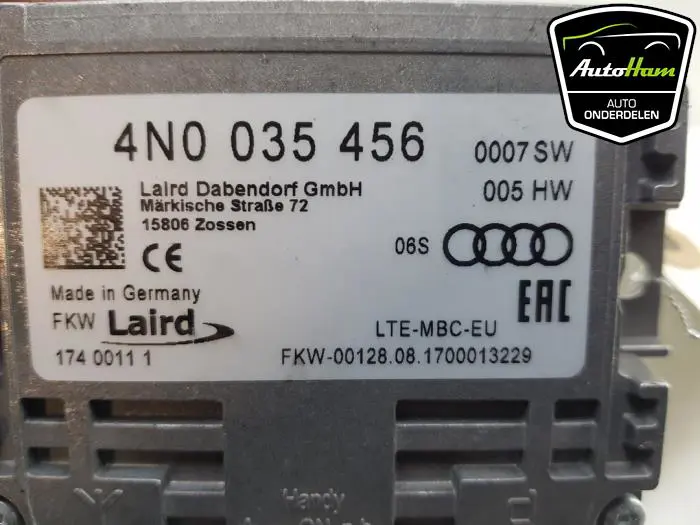 AutoHam
AUTO
ONDERDELEN
4N0 035 456
0007 SW
005 HW
Laird Dabendorf GmbH
Märkische Straße 72
15806 Zossen
CE
06S
Made in Germany
EAC
FKW Laird
LTE-MBC-EU
174 0011 1
FKW-00128.08.1700013229
Handy